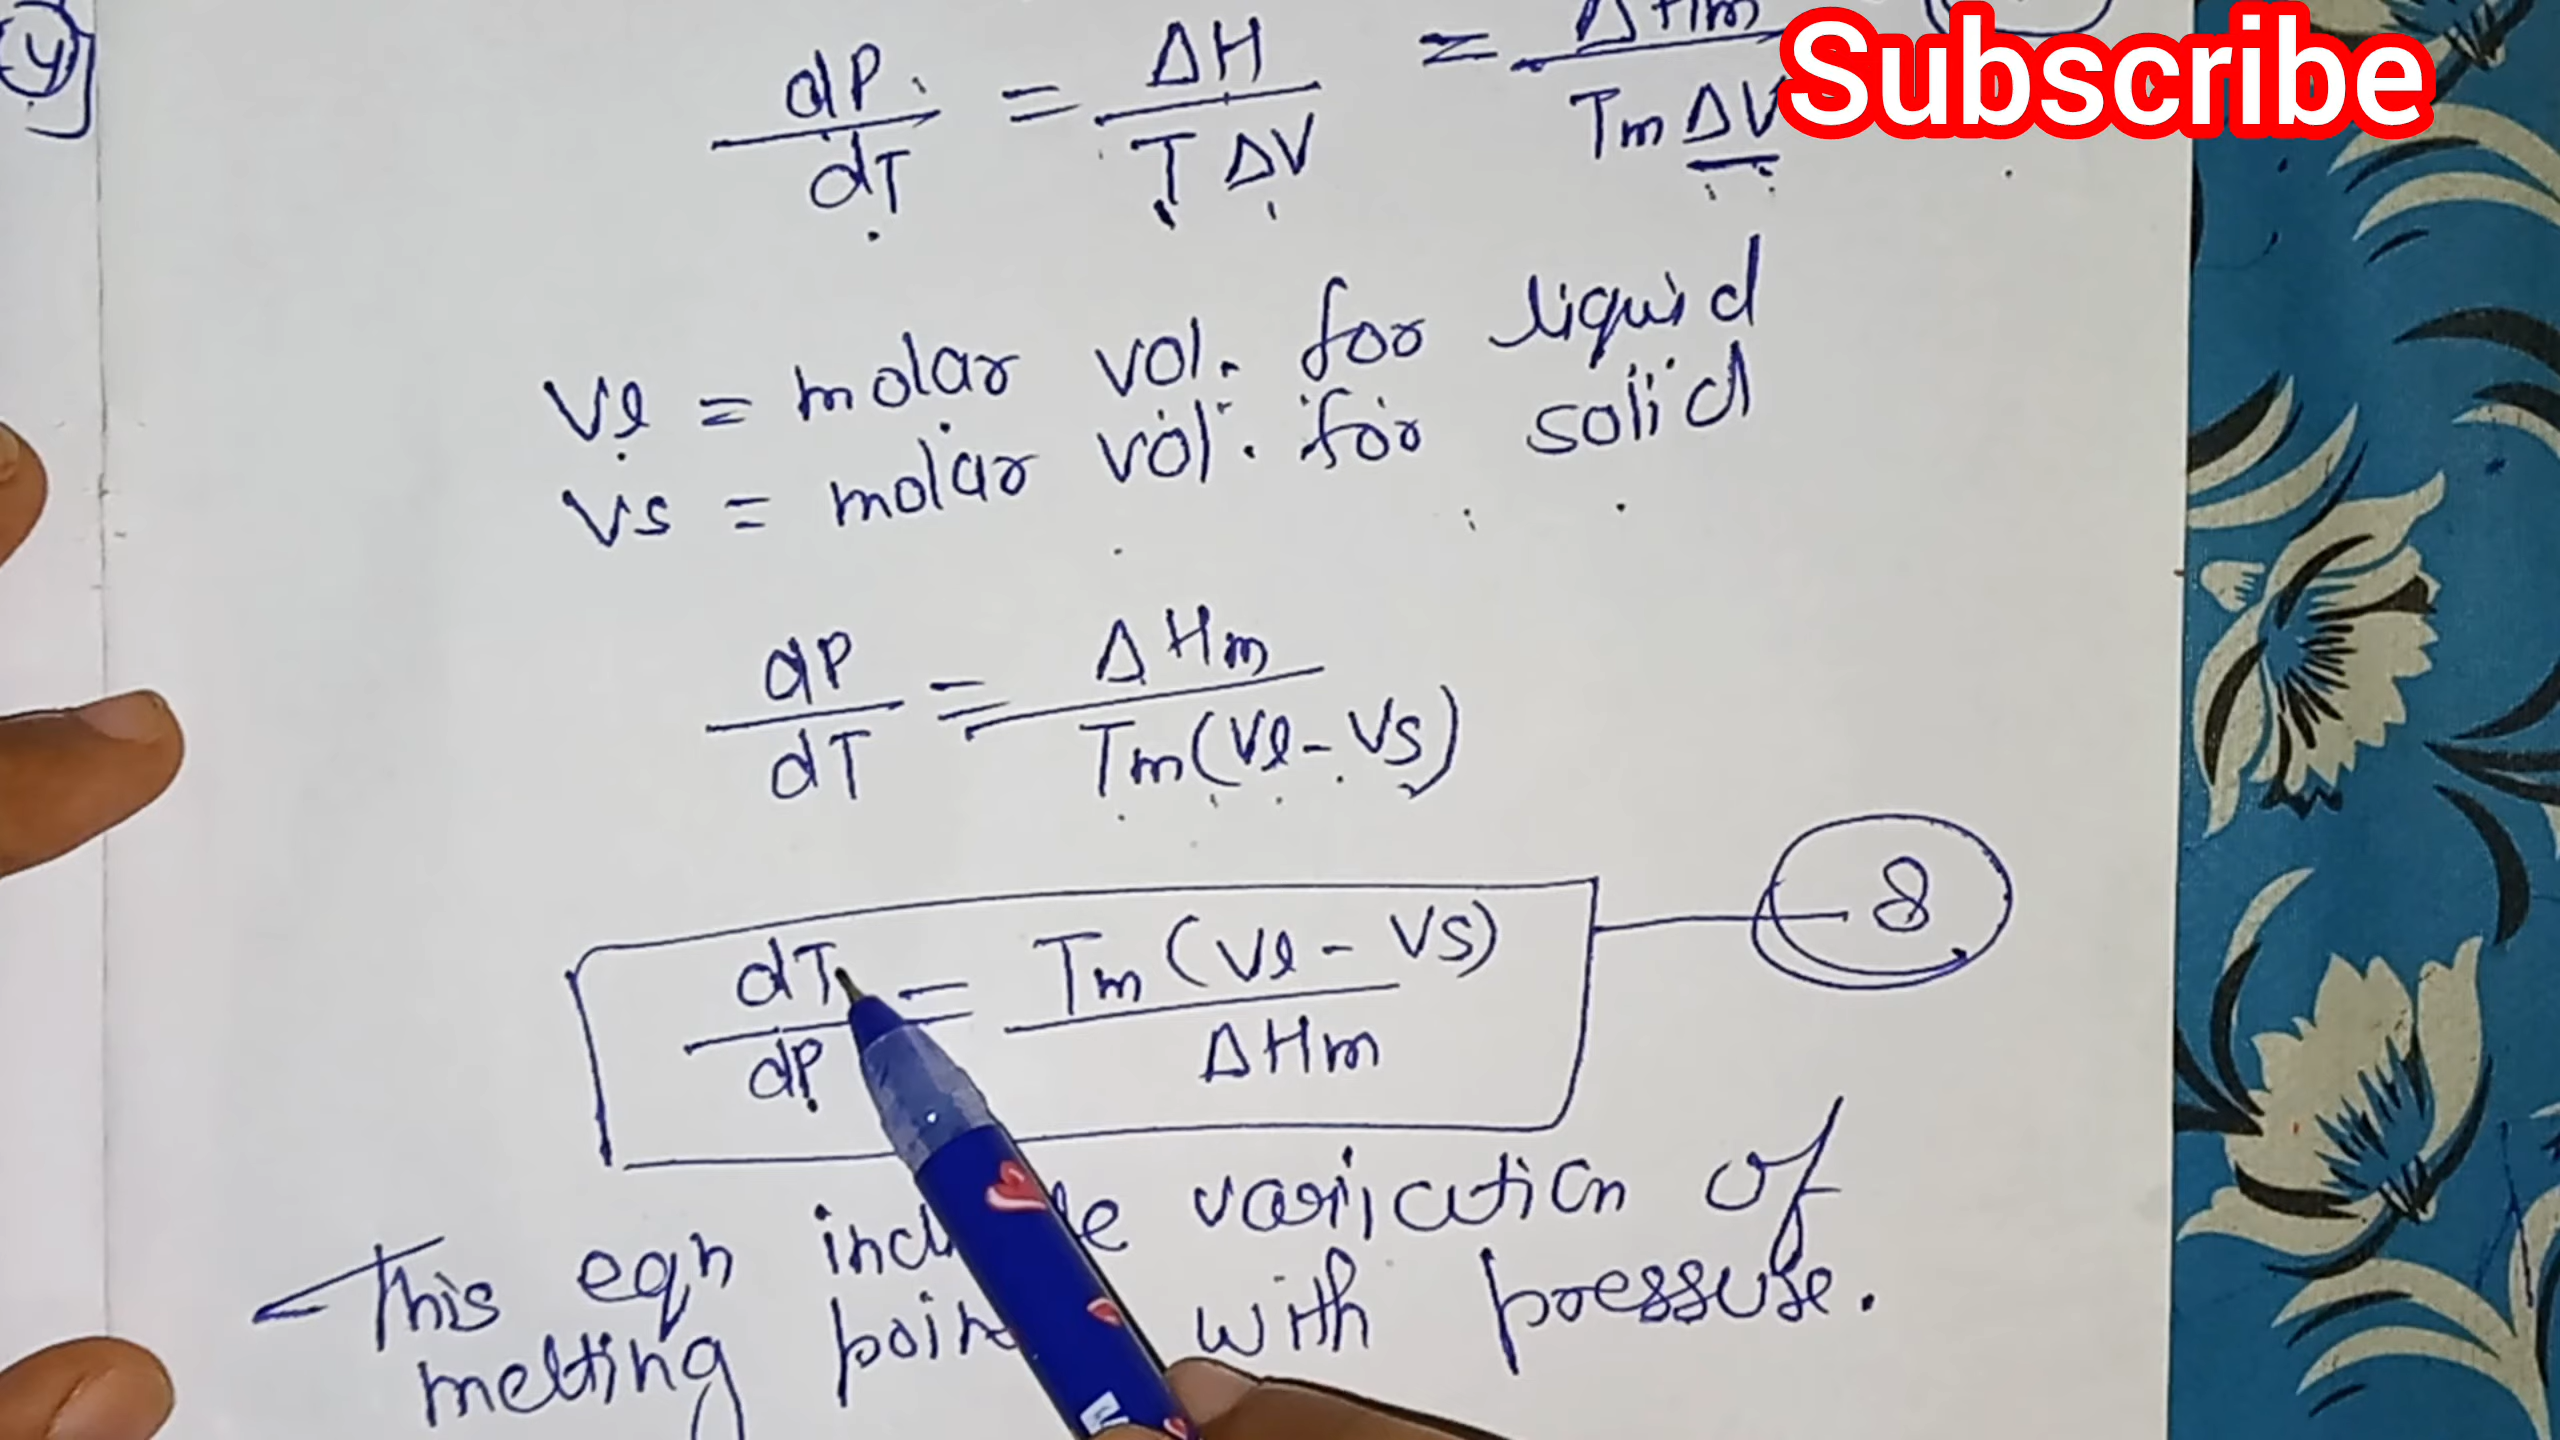 y
dP/dT = ΔH/TΔV = ΔHm/TmΔV
Subscribe
Vl = molar vol. for liquid
Vs = molar vol. for solid
dP/dT = ΔHm/Tm(Vl-Vs)
dT/dP = Tm(Vl-Vs)/ΔHm
8
This eqn variation of
melting with pressure.